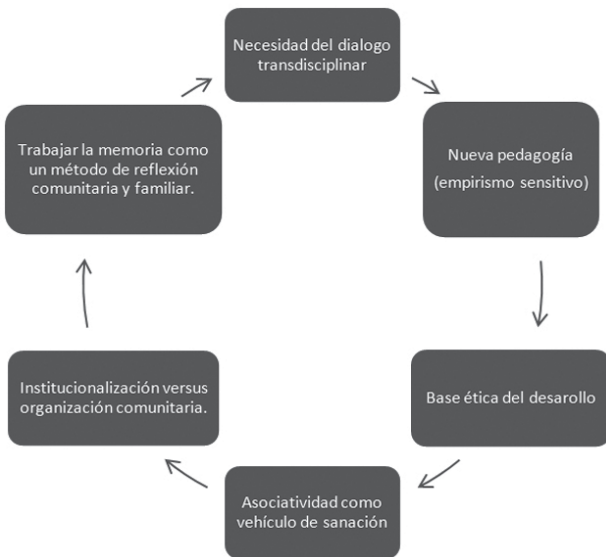 Necesidad del dialogo
transdisciplinar
Nueva pedagogía
(empirismo sensitivo)
Base ética del desarollo
Asociatividad como
vehículo de sanación
Institucionalización versus
organización comunitaria.
Trabajar la memoria como
un método de reflexión
comunitaria y familiar.